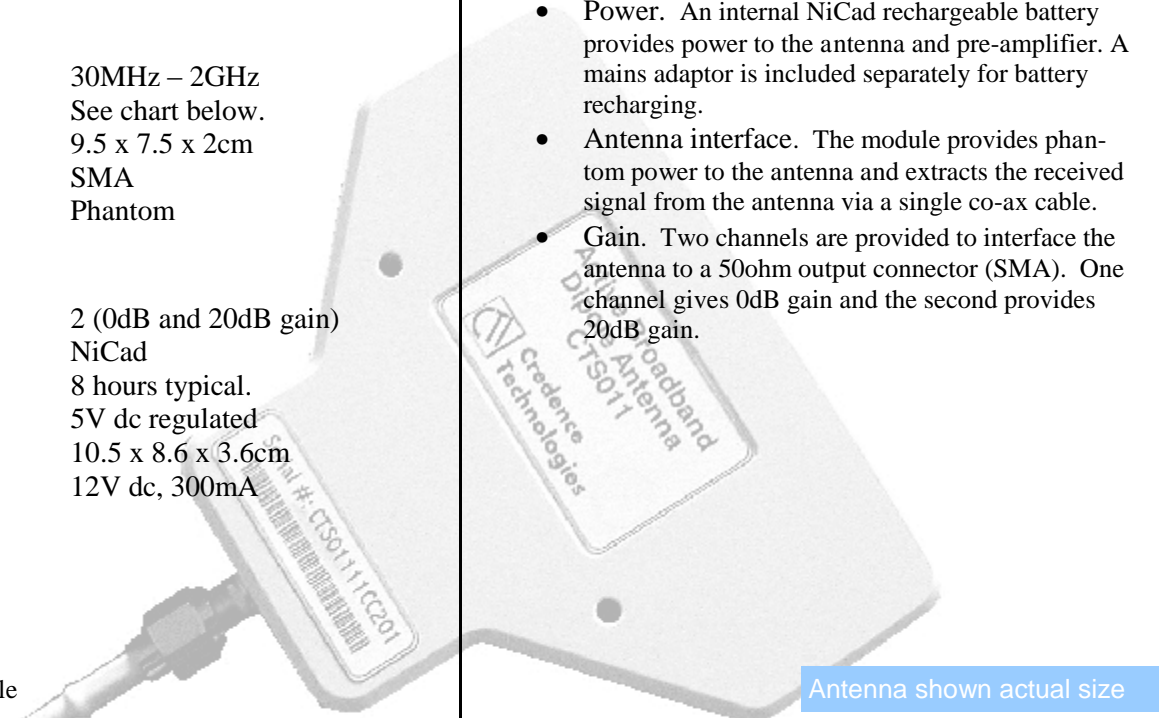 30MHz – 2GHz
See chart below.
9.5 x 7.5 x 2cm
SMA
Phantom
2 (0dB and 20dB gain)
NiCad
8 hours typical.
5V dc regulated
10.5 x 8.6 x 3.6cm
12V dc, 300mA
le
• Power. An internal NiCad rechargeable battery
provides power to the antenna and pre-amplifier. A
mains adaptor is included separately for battery
recharging.
• Antenna interface. The module provides phan-
tom power to the antenna and extracts the received
signal from the antenna via a single co-ax cable.
• Gain. Two channels are provided to interface the
antenna to a 50ohm output connector (SMA). One
channel gives 0dB gain and the second provides
20dB gain.
Active Broadband
Dipole Antenna
CTS011
Credence
Technologies
Serial #: CTS01111CC201
Antenna shown actual size